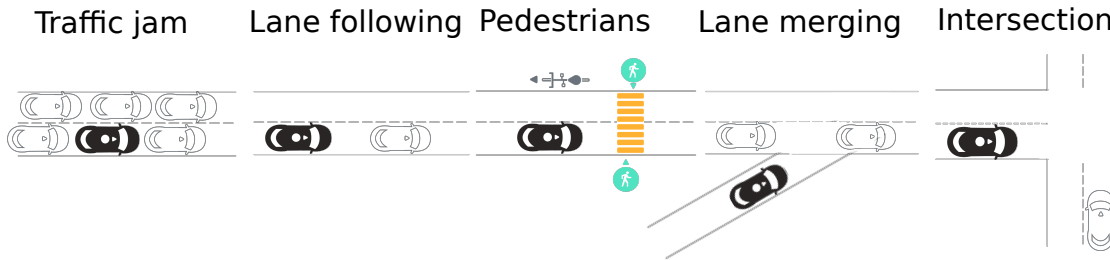 Traffic jam
Lane following
Pedestrians
Lane merging
Intersection